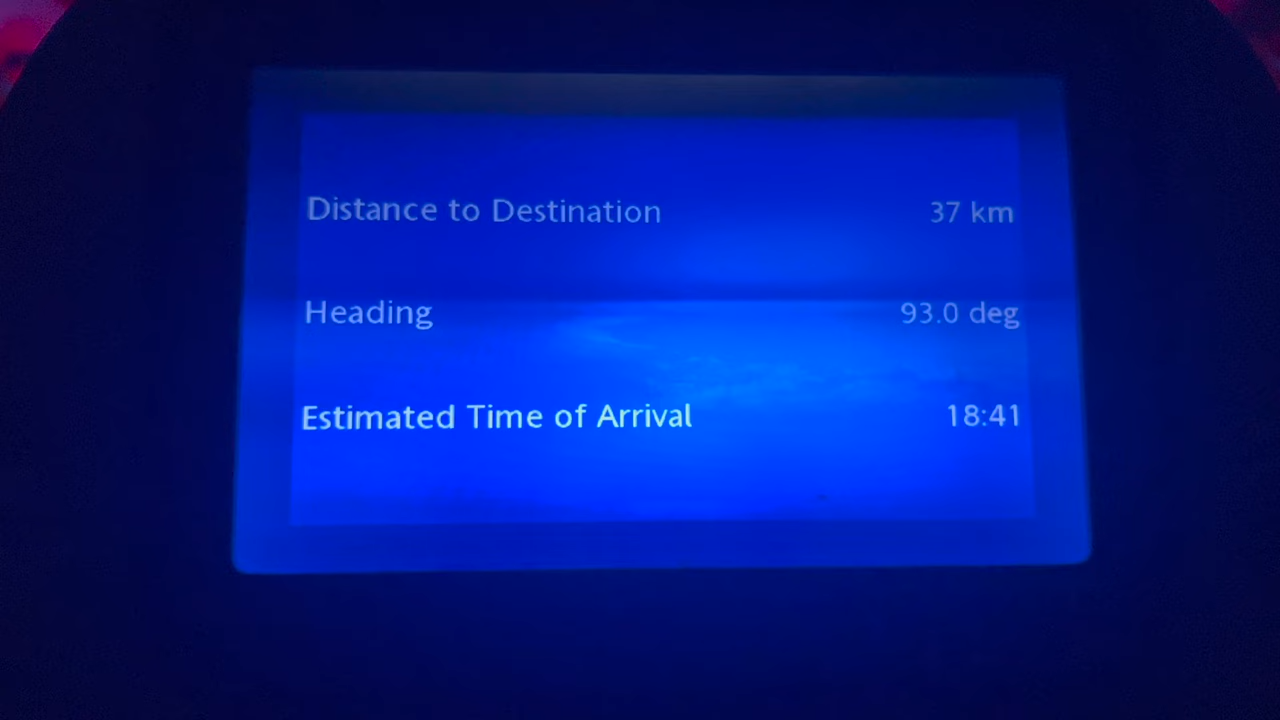 Distance to Destination 37 km
Heading 93.0 deg
Estimated Time of Arrival 18:41